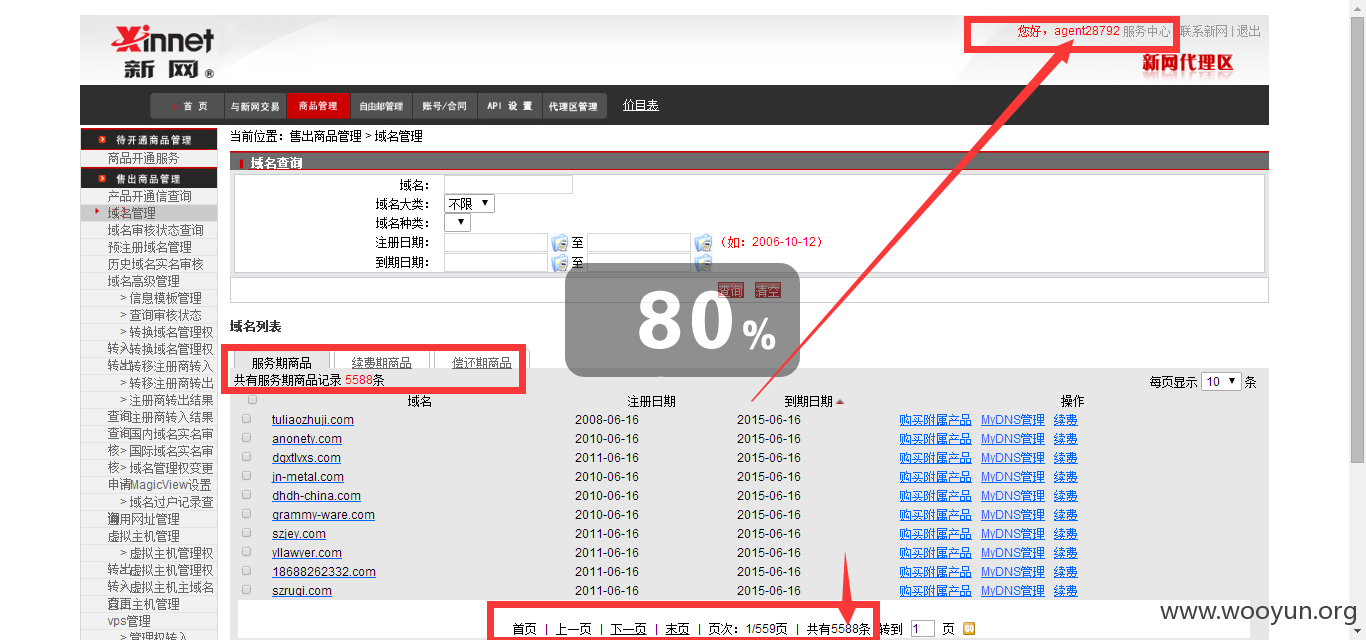 Xinnet
新 网 ®
您好，agent28792 服务中心 联系新网 | 退出
新网代理区
首 页 与新网交易 商品管理 自由邮管理 账号/合同 API 设 置 代理区管理 价目表
待开通商品管理
商品开通服务
售出商品管理
产品开通信查询
域名管理
域名审核状态查询
预注册域名管理
历史域名实名审核
域名高级管理
> 信息模板管理
> 查询审核状态
> 转换域名管理权
转入转换域名管理权
转出转移注册商转入
> 转移注册商转出
> 注册商转出结果
查询注册商转入结果
查询国内域名实名审
核> 国际域名实名审
核> 域名管理权变更
申请MagicView设置
> 域名过户记录查
通用网址管理
虚拟主机管理
> 虚拟主机管理权
转出虚拟主机管理权
转入虚拟主机主域名
主机管理
vps管理
> 管理权转入
当前位置：售出商品管理 > 域名管理
域名查询
域名：
域名大类： 不限 ▼
域名种类： ▼
注册日期： 至 （如：2006-10-12）
到期日期： 至
查询 清空
80%
域名列表
服务期商品 续费期商品 偿还期商品
共有服务期商品记录 5588条
每页显示 10 ▼ 条
域名 注册日期 到期日期 操作
tuliaozhuji.com 2008-06-16 2015-06-16 购买附属产品 MyDNS管理 续费
anonetv.com 2010-06-16 2015-06-16 购买附属产品 MyDNS管理 续费
dgxtlvxs.com 2011-06-16 2015-06-16 购买附属产品 MyDNS管理 续费
jn-metal.com 2010-06-16 2015-06-16 购买附属产品 MyDNS管理 续费
dhdh-china.com 2010-06-16 2015-06-16 购买附属产品 MyDNS管理 续费
grammy-ware.com 2010-06-16 2015-06-16 购买附属产品 MyDNS管理 续费
szjey.com 2011-06-16 2015-06-16 购买附属产品 MyDNS管理 续费
yllawyer.com 2011-06-16 2015-06-16 购买附属产品 MyDNS管理 续费
18688262332.com 2011-06-16 2015-06-16 购买附属产品 MyDNS管理 续费
szruqi.com 2011-06-16 2015-06-16 购买附属产品 MyDNS管理 续费
首页 | 上一页 | 下一页 | 末页 | 页次：1/559页 | 共有5588条 转到 1 页 GO
www.wooyun.org